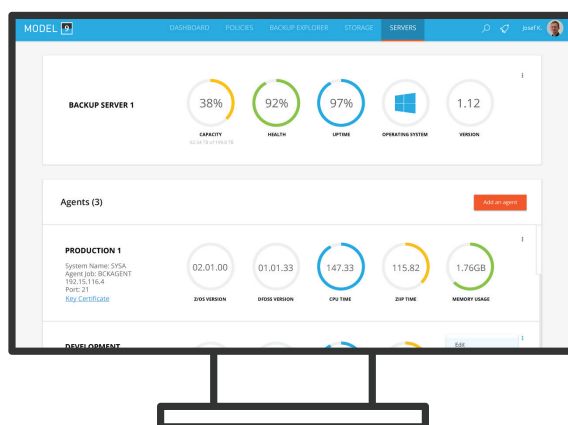 MODEL 9
DASHBOARD POLICIES BACKUP EXPLORER STORAGE SERVERS Josef K.
BACKUP SERVER 1
38% 92% 97% 1.12
CAPACITY HEALTH UPTIME OPERATING SYSTEM VERSION
Agents (3)
Add an agent
PRODUCTION 1
System Name: SYSA
Agent Job: BCKAGENT
192.15.116.4
Port: 21
Key Certificate
02.01.00 01.01.33 147.33 115.82 1.76GB
Z/OS VERSION DFDSS VERSION CPU TIME ZIIP TIME MEMORY USAGE
DEVELOPMENT
Edit